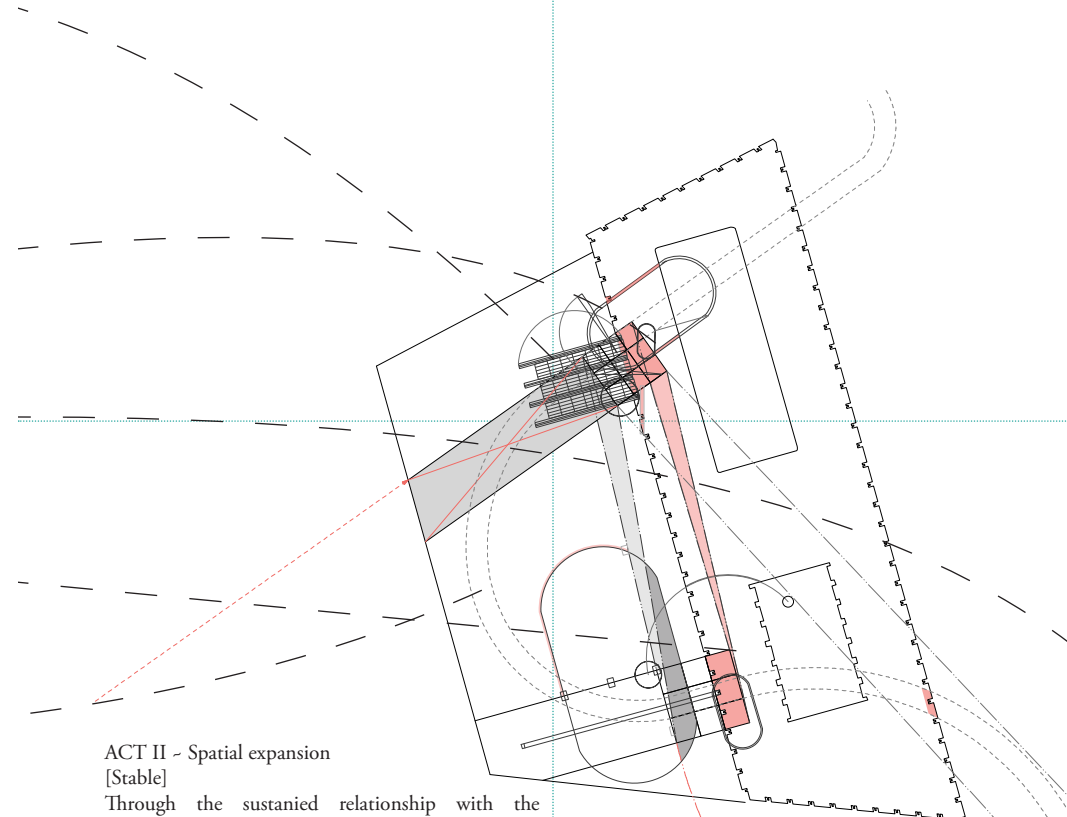 ACT II ~ Spatial expansion
[Stable]
Through the sustanied relationship with the